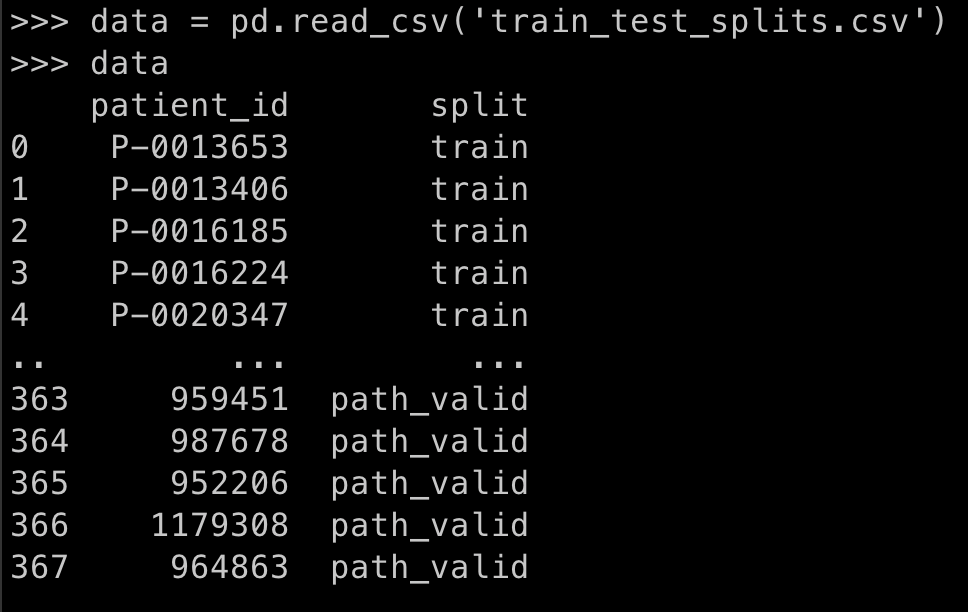 >>> data = pd.read_csv('train_test_splits.csv')
>>> data
    patient_id       split
0    P-0013653       train
1    P-0013406       train
2    P-0016185       train
3    P-0016224       train
4    P-0020347       train
..         ...         ...
363     959451  path_valid
364     987678  path_valid
365     952206  path_valid
366    1179308  path_valid
367     964863  path_valid